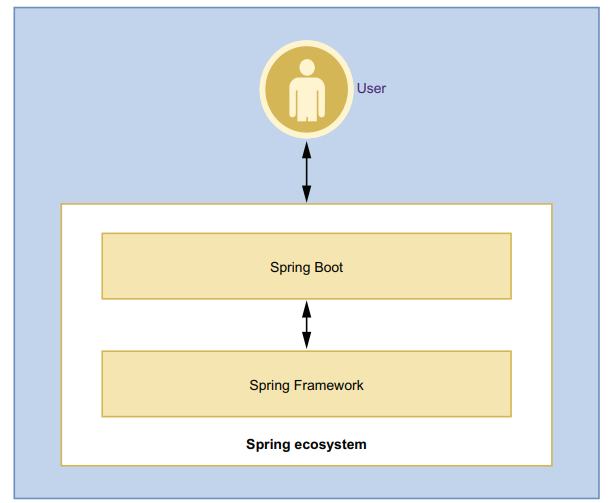 User
Spring Boot
Spring Framework
Spring ecosystem